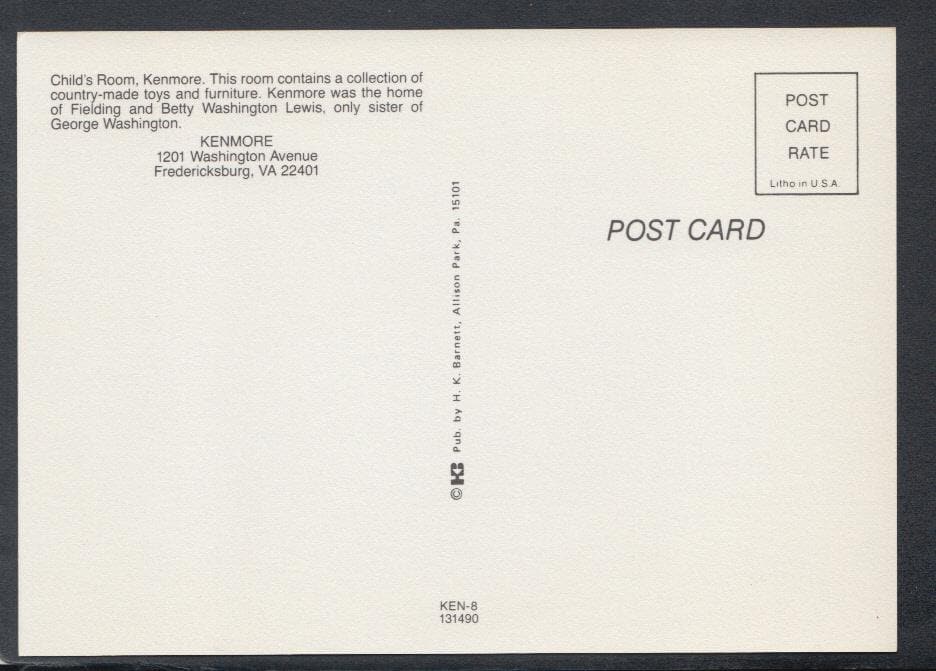 Child's Room, Kenmore. This room contains a collection of
country-made toys and furniture. Kenmore was the home
of Fielding and Betty Washington Lewis, only sister of
George Washington.
KENMORE
1201 Washington Avenue
Fredericksburg, VA 22401
POST
CARD
RATE
Litho in U.S.A.
POST CARD
© KB Pub. by H. K. Barnett, Allison Park, Pa. 15101
KEN-8
131490